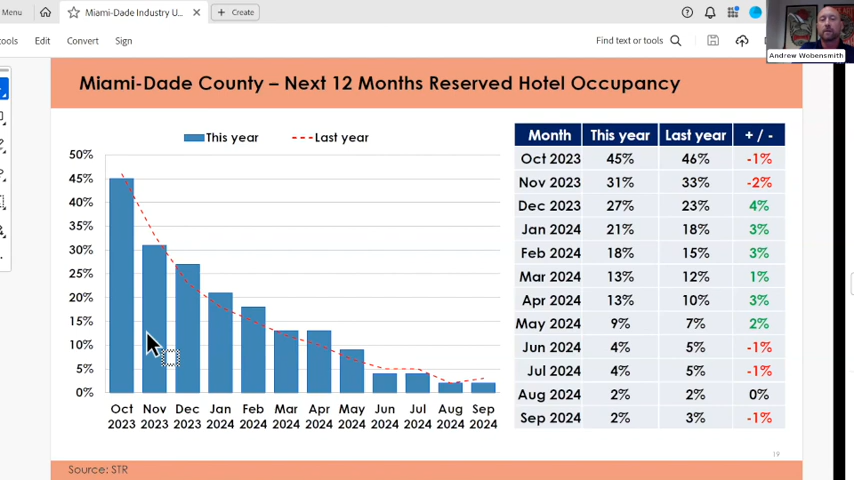 Menu
Miami-Dade Industry U...
Create
ools
Edit
Convert
Sign
Find text or tools
Andrew Wobensmith
Miami-Dade County – Next 12 Months Reserved Hotel Occupancy
This year
Last year
50%
45%
40%
35%
30%
25%
20%
15%
10%
5%
0%
Oct 2023
Nov 2023
Dec 2023
Jan 2024
Feb 2024
Mar 2024
Apr 2024
May 2024
Jun 2024
Jul 2024
Aug 2024
Sep 2024
Month This year Last year + / -
Oct 2023 45% 46% -1%
Nov 2023 31% 33% -2%
Dec 2023 27% 23% 4%
Jan 2024 21% 18% 3%
Feb 2024 18% 15% 3%
Mar 2024 13% 12% 1%
Apr 2024 13% 10% 3%
May 2024 9% 7% 2%
Jun 2024 4% 5% -1%
Jul 2024 4% 5% -1%
Aug 2024 2% 2% 0%
Sep 2024 2% 3% -1%
19
Source: STR